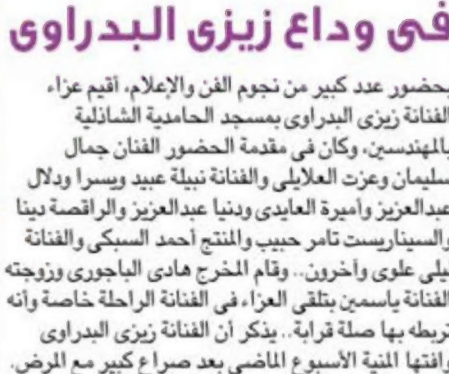 فى وداع زيزى البدراوى
بحضور عدد كبير من نجوم الفن والإعلام، أقيم عزاء
الفنانة زيزى البدراوى بمسجد الحامدية الشاذلية
بالمهندسين، وكان فى مقدمة الحضور الفنان جمال
سليمان وعزت العلايلى والفنانة نبيلة عبيد ويسرا ودلال
عبدالعزيز وأميرة العايدى ودنيا عبدالعزيز والراقصة دينا
والسيناريست تامر حبيب والمنتج أحمد السبكى والفنانة
ليلى علوى وآخرون.. وقام المخرج هادى الباجورى وزوجته
الفنانة ياسمين بتلقى العزاء فى الفنانة الراحلة خاصة وأنه
تربطه بها صلة قرابة.. يذكر أن الفنانة زيزى البدراوى
وافتها المنية الأسبوع الماضى بعد صراع كبير مع المرض.